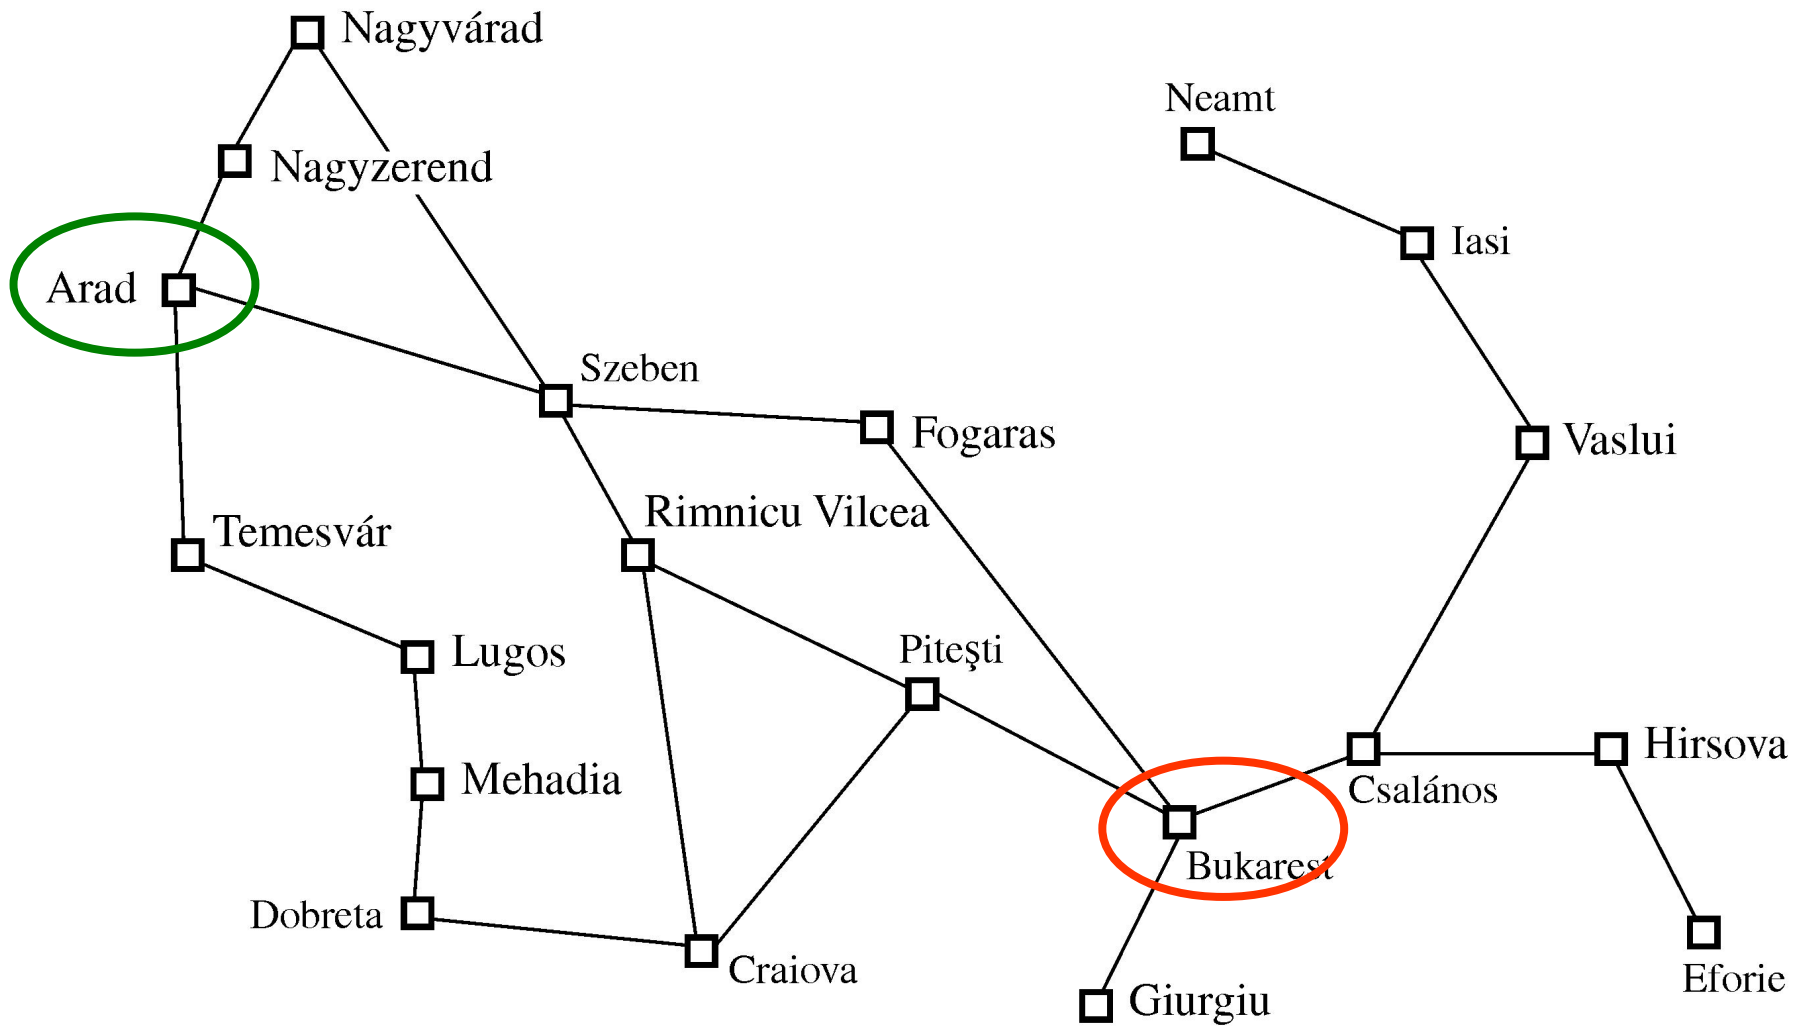 Nagyvárad
Neamt
Nagyzerend
Iasi
Arad
Szeben
Fogaras
Vaslui
Rimnicu Vilcea
Temesvár
Lugos
Piteşti
Mehadia
Hirsova
Csalános
Bukarest
Dobreta
Craiova
Eforie
Giurgiu